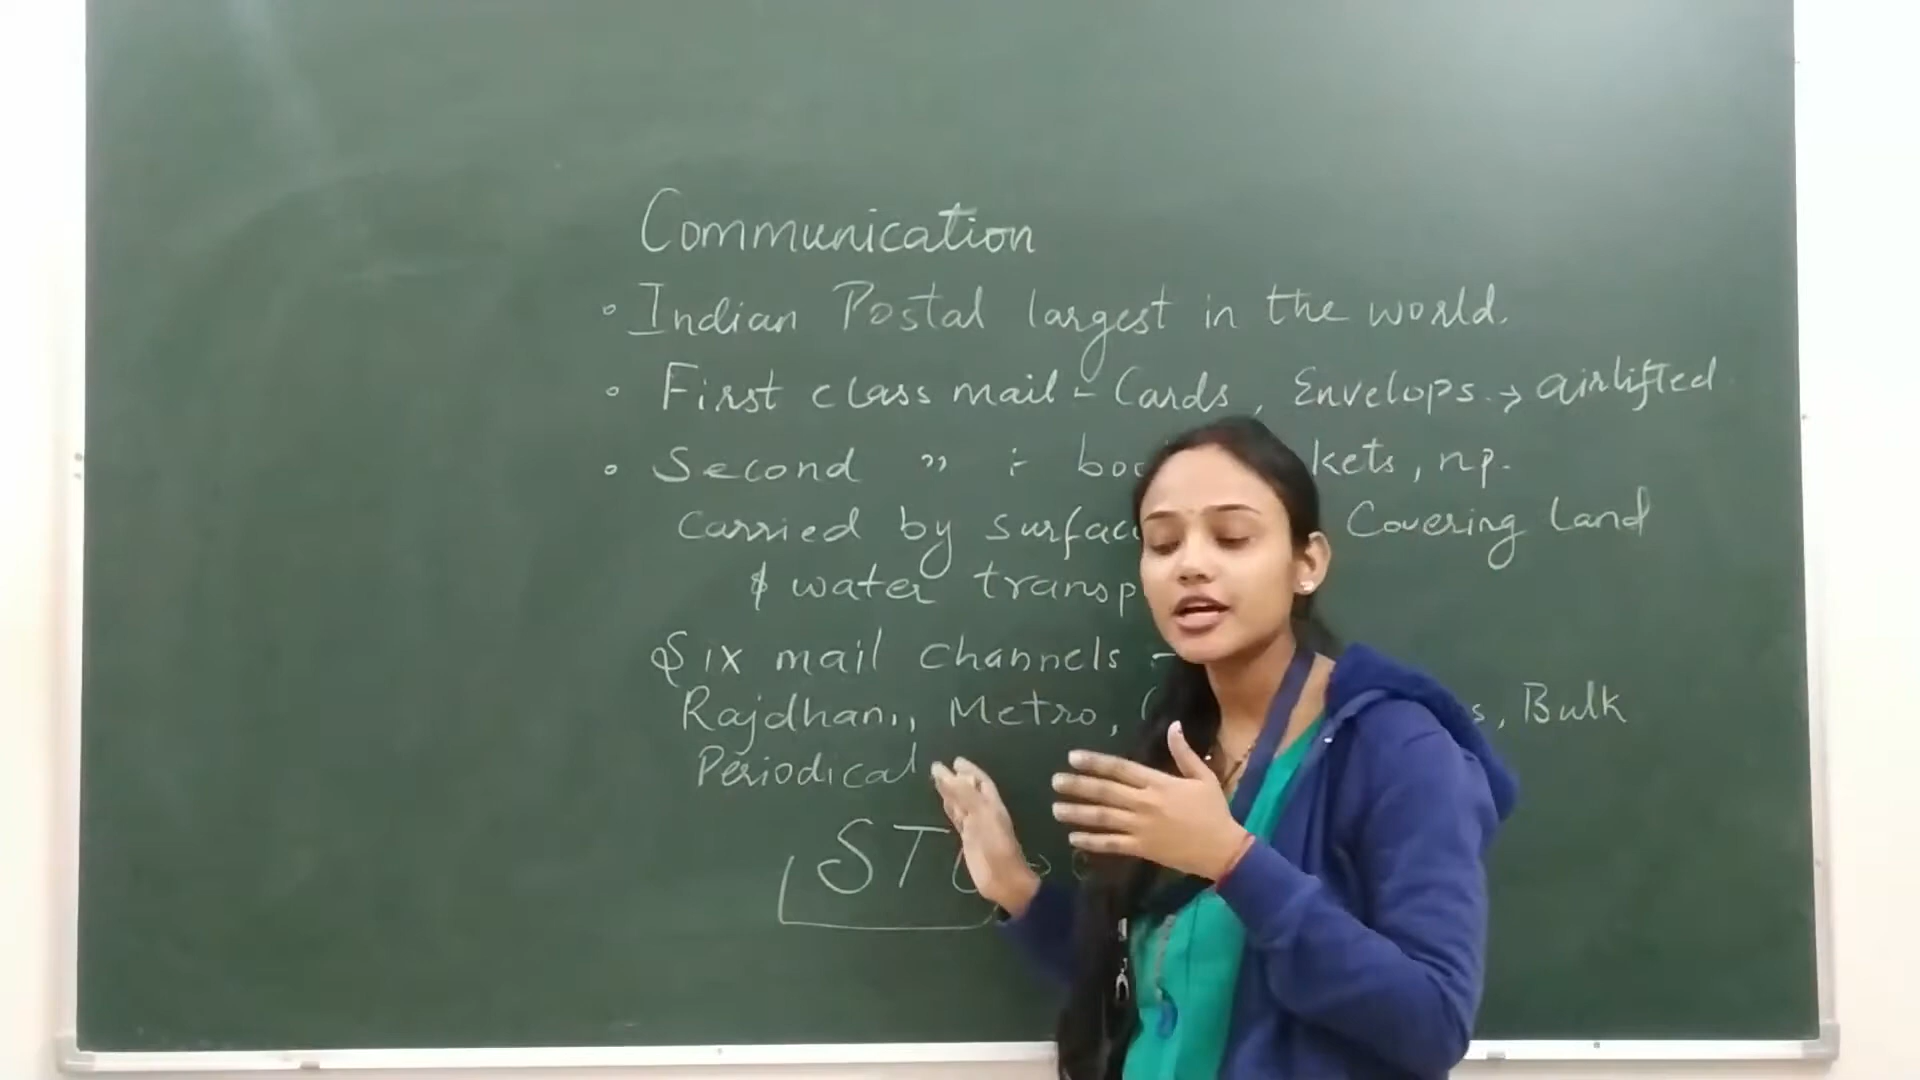 Communication
• Indian Postal largest in the world.
• First class mail - Cards, Envelops. → airlifted
• Second " :- kets, np.
Carried by Covering Land
& water
Six mail channels -
Rajdhani, Metro, Bulk
Periodical